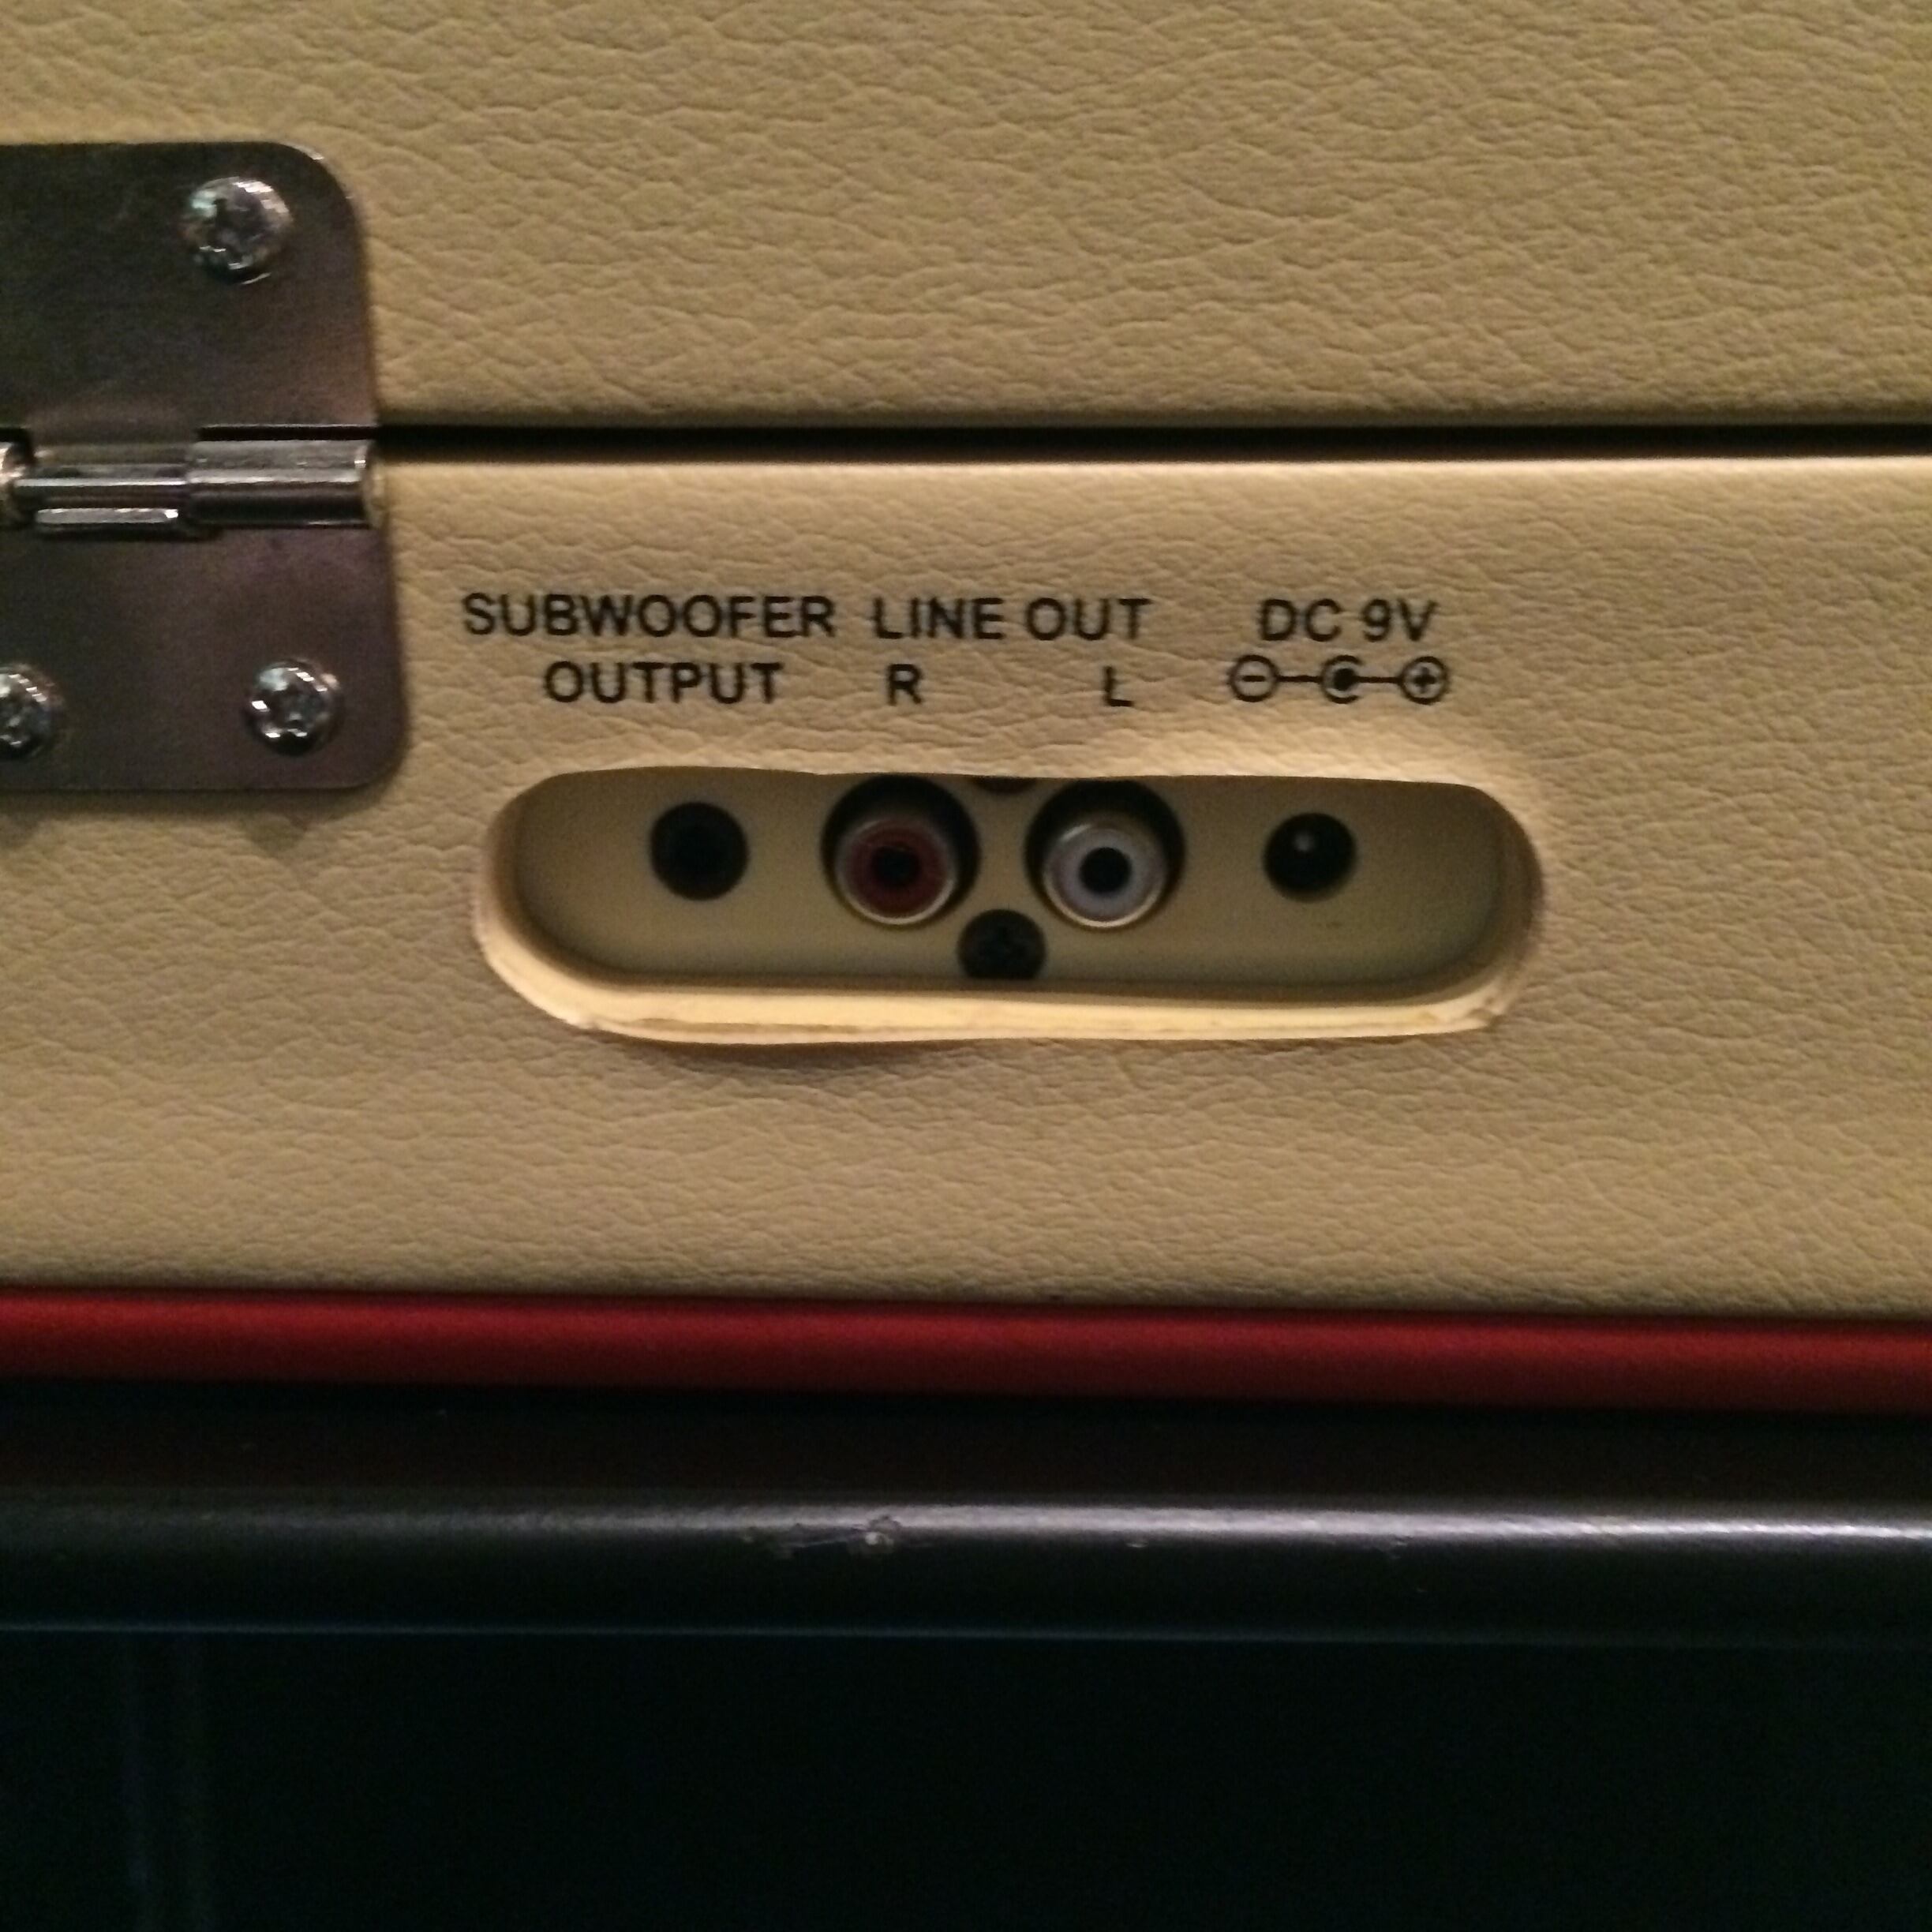 SUBWOOFER LINE OUT DC 9V
OUTPUT R L